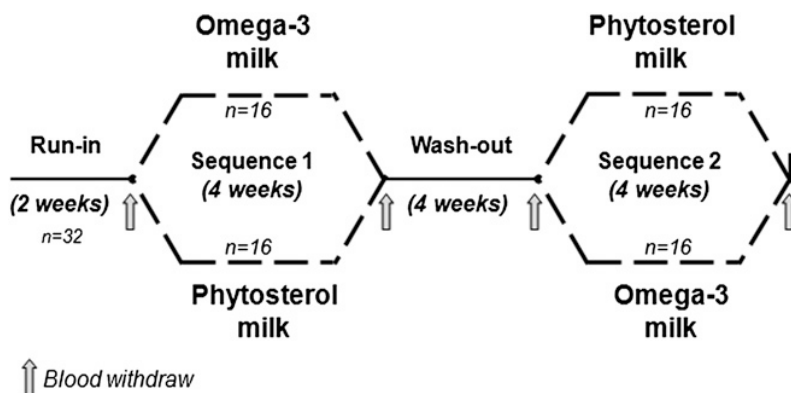 Omega-3
milk
n=16
Phytosterol
milk
n=16
Run-in
(2 weeks)
n=32
Sequence 1
(4 weeks)
Wash-out
(4 weeks)
Sequence 2
(4 weeks)
n=16
Phytosterol
milk
n=16
Omega-3
milk
Blood withdraw